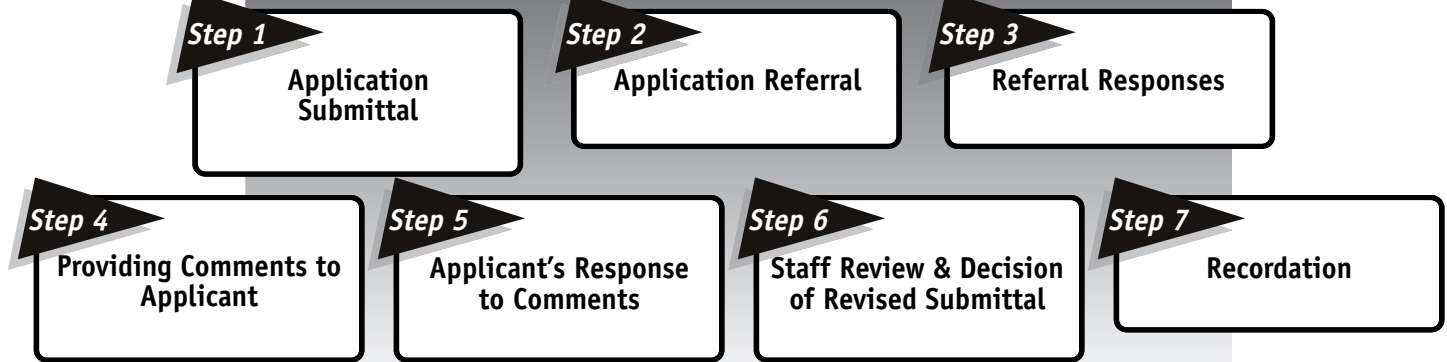 Step 1
Application
Submittal
Step 2
Application Referral
Step 3
Referral Responses
Step 4
Providing Comments to
Applicant
Step 5
Applicant's Response
to Comments
Step 6
Staff Review & Decision
of Revised Submittal
Step 7
Recordation